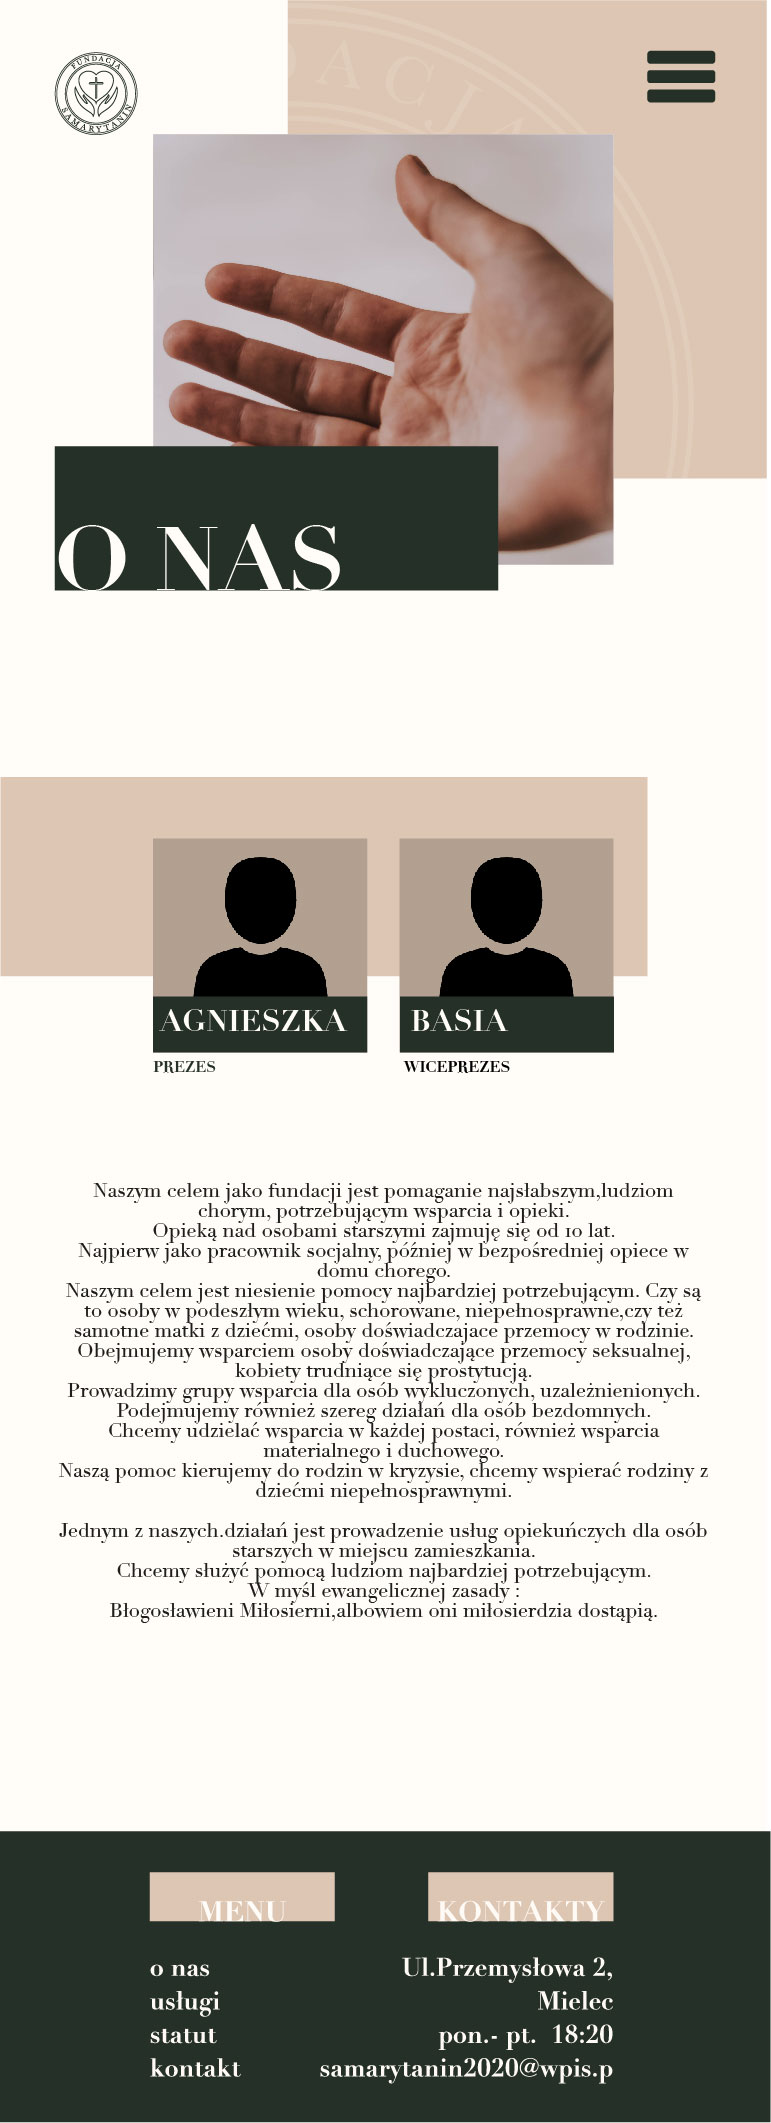 FUNDACJA
SAMARYTANIN
DACJA
O NAS
AGNIESZKA
BASIA
PREZES
WICEPREZES
Naszym celem jako fundacji jest pomaganie najsłabszym,ludziom
chorym, potrzebującym wsparcia i opieki.
Opieką nad osobami starszymi zajmuję się od 10 lat.
Najpierw jako pracownik socjalny, później w bezpośredniej opiece w
domu chorego.
Naszym celem jest niesienie pomocy najbardziej potrzebującym. Czy są
to osoby w podeszłym wieku, schorowane, niepełnosprawne,czy też
samotne matki z dziećmi, osoby doświadczajace przemocy w rodzinie.
Obejmujemy wsparciem osoby doświadczające przemocy seksualnej,
kobiety trudniące się prostytucją.
Prowadzimy grupy wsparcia dla osób wykluczonych, uzależnienionych.
Podejmujemy również szereg działań dla osób bezdomnych.
Chcemy udzielać wsparcia w każdej postaci, również wsparcia
materialnego i duchowego.
Naszą pomoc kierujemy do rodzin w kryzysie, chcemy wspierać rodziny z
dziećmi niepełnosprawnymi.
Jednym z naszych.działań jest prowadzenie usług opiekuńczych dla osób
starszych w miejscu zamieszkania.
Chcemy służyć pomocą ludziom najbardziej potrzebującym.
W myśl ewangelicznej zasady :
Błogosławieni Miłosierni,albowiem oni miłosierdzia dostąpią.
MENU
KONTAKTY
o nas
usługi
statut
kontakt
Ul.Przemysłowa 2,
Mielec
pon.- pt. 18:20
samarytanin2020@wpis.p